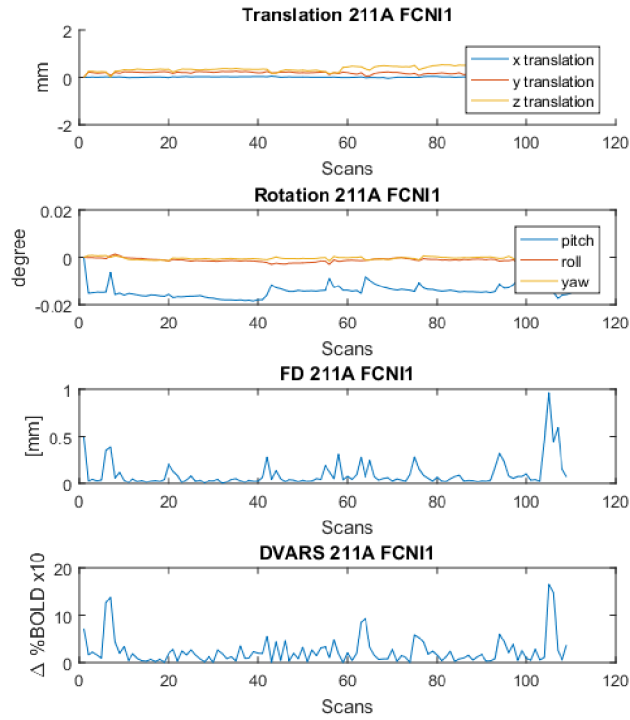 Translation 211A FCNI1
2
0
-2
mm
x translation
y translation
z translation
0 20 40 60 80 100 120
Scans
Rotation 211A FCNI1
0.02
0
-0.02
degree
pitch
roll
yaw
0 20 40 60 80 100 120
Scans
FD 211A FCNI1
1
0.5
0
[mm]
0 20 40 60 80 100 120
Scans
DVARS 211A FCNI1
20
10
0
Δ %BOLD x10
0 20 40 60 80 100 120
Scans